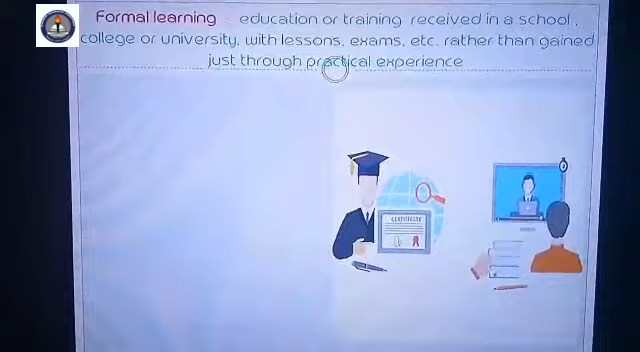 Formal learning - education or training received in a school,
college or university, with lessons, exams, etc. rather than gained
just through practical experience
CERTIFICATE